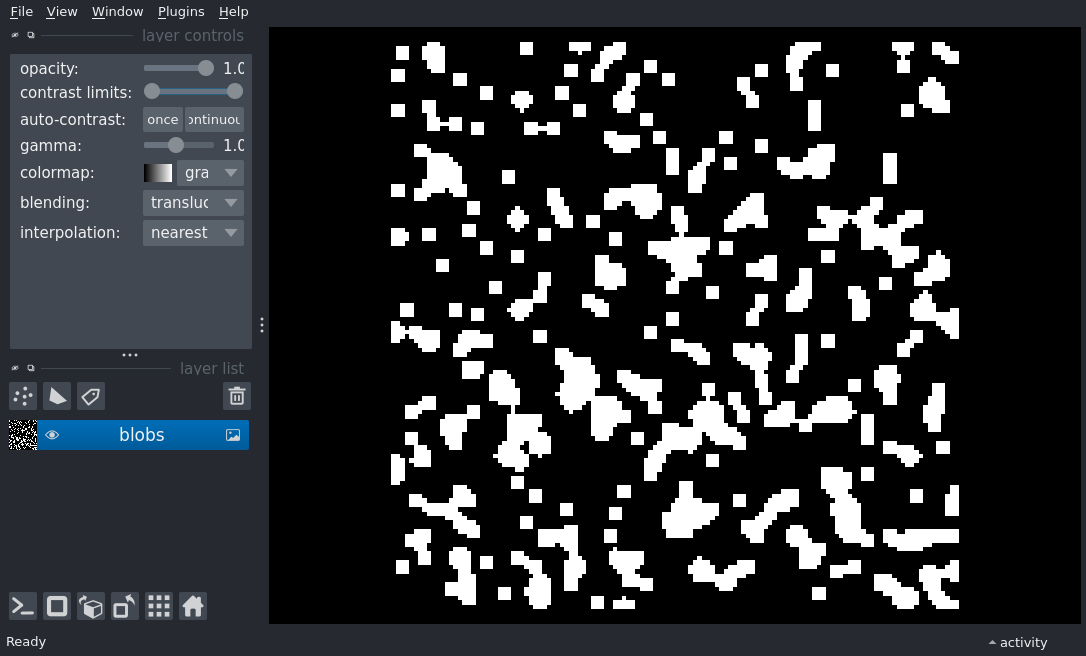 File View Window Plugins Help
layer controls
opacity: 1.0
contrast limits:
auto-contrast: once ontinuou
gamma: 1.0
colormap: gra
blending: transluc
interpolation: nearest
layer list
blobs
Ready activity